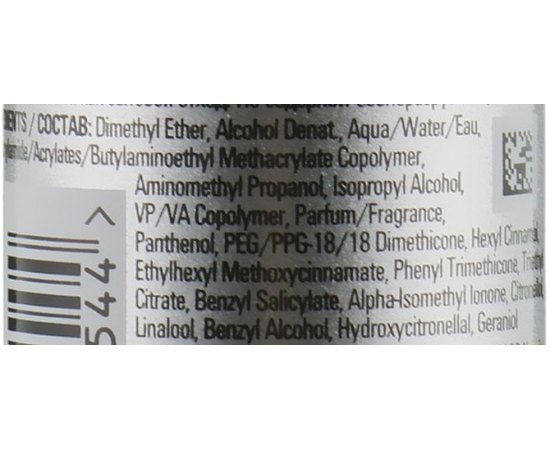 / СОСТАВ: Dimethyl Ether, Alcohol Denat., Aqua/Water/Eau,
/Acrylates/Butylaminoethyl Methacrylate Copolymer,
Aminomethyl Propanol, Isopropyl Alcohol,
VP/VA Copolymer, Parfum/Fragrance,
Panthenol, PEG/PPG-18/18 Dimethicone, Hexyl Cinnamal,
Ethylhexyl Methoxycinnamate, Phenyl Trimethicone,
Citrate, Benzyl Salicylate, Alpha-Isomethyl Ionone,
Linalool, Benzyl Alcohol, Hydroxycitronellal, Geraniol
544 >